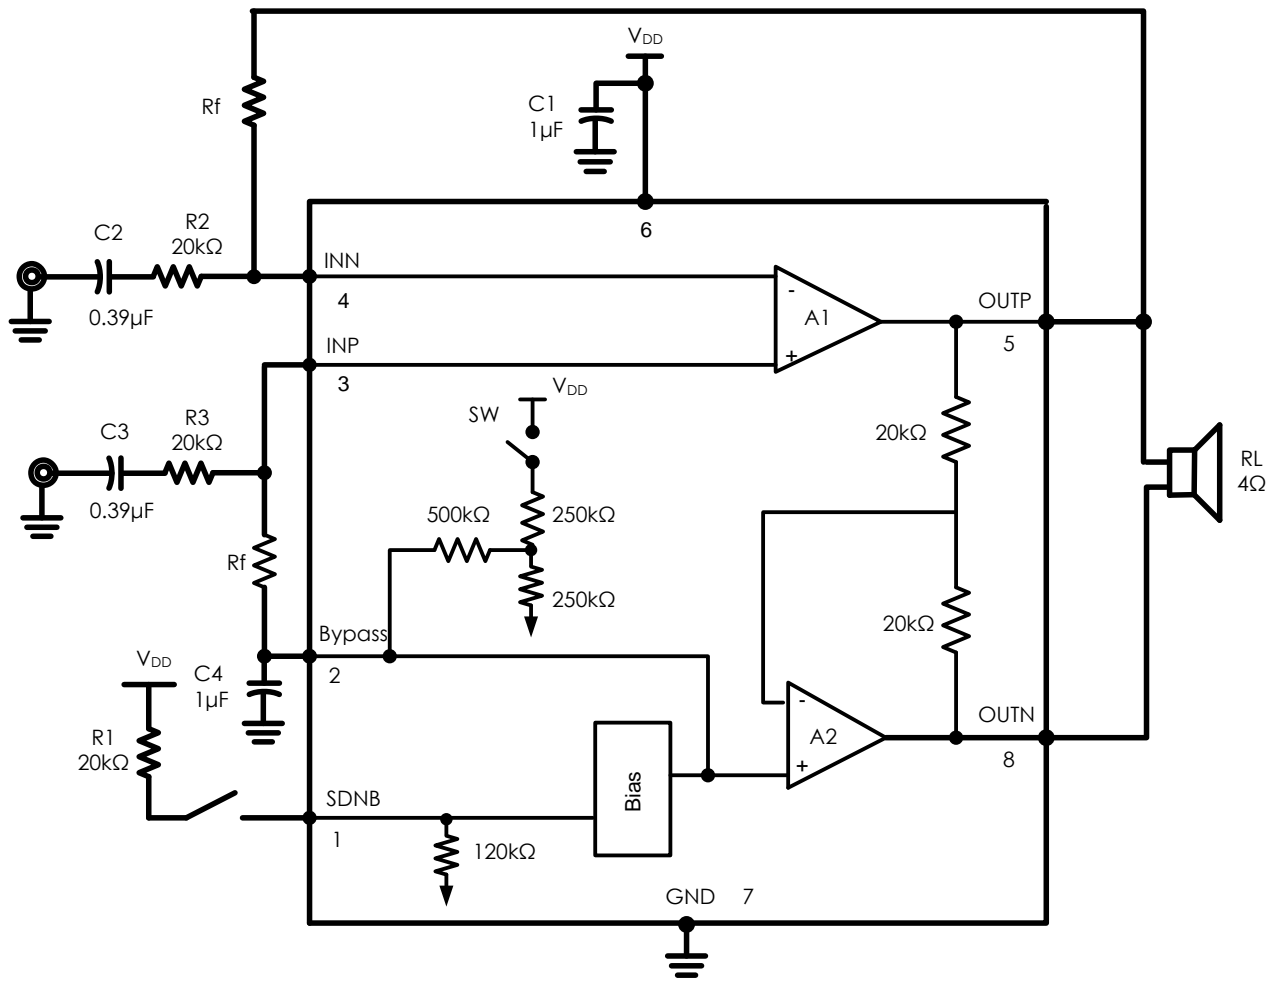 VDD
Rf
C1
1µF
6
R2
20kΩ
C2
0.39µF
INN
4
INP
3
A1
-
+
OUTP
5
VDD
SW
R3
20kΩ
C3
0.39µF
20kΩ
RL
4Ω
500kΩ
250kΩ
250kΩ
Rf
20kΩ
Bypass
2
VDD
C4
1µF
OUTN
8
A2
-
+
R1
20kΩ
Bias
SDNB
1
120kΩ
GND 7